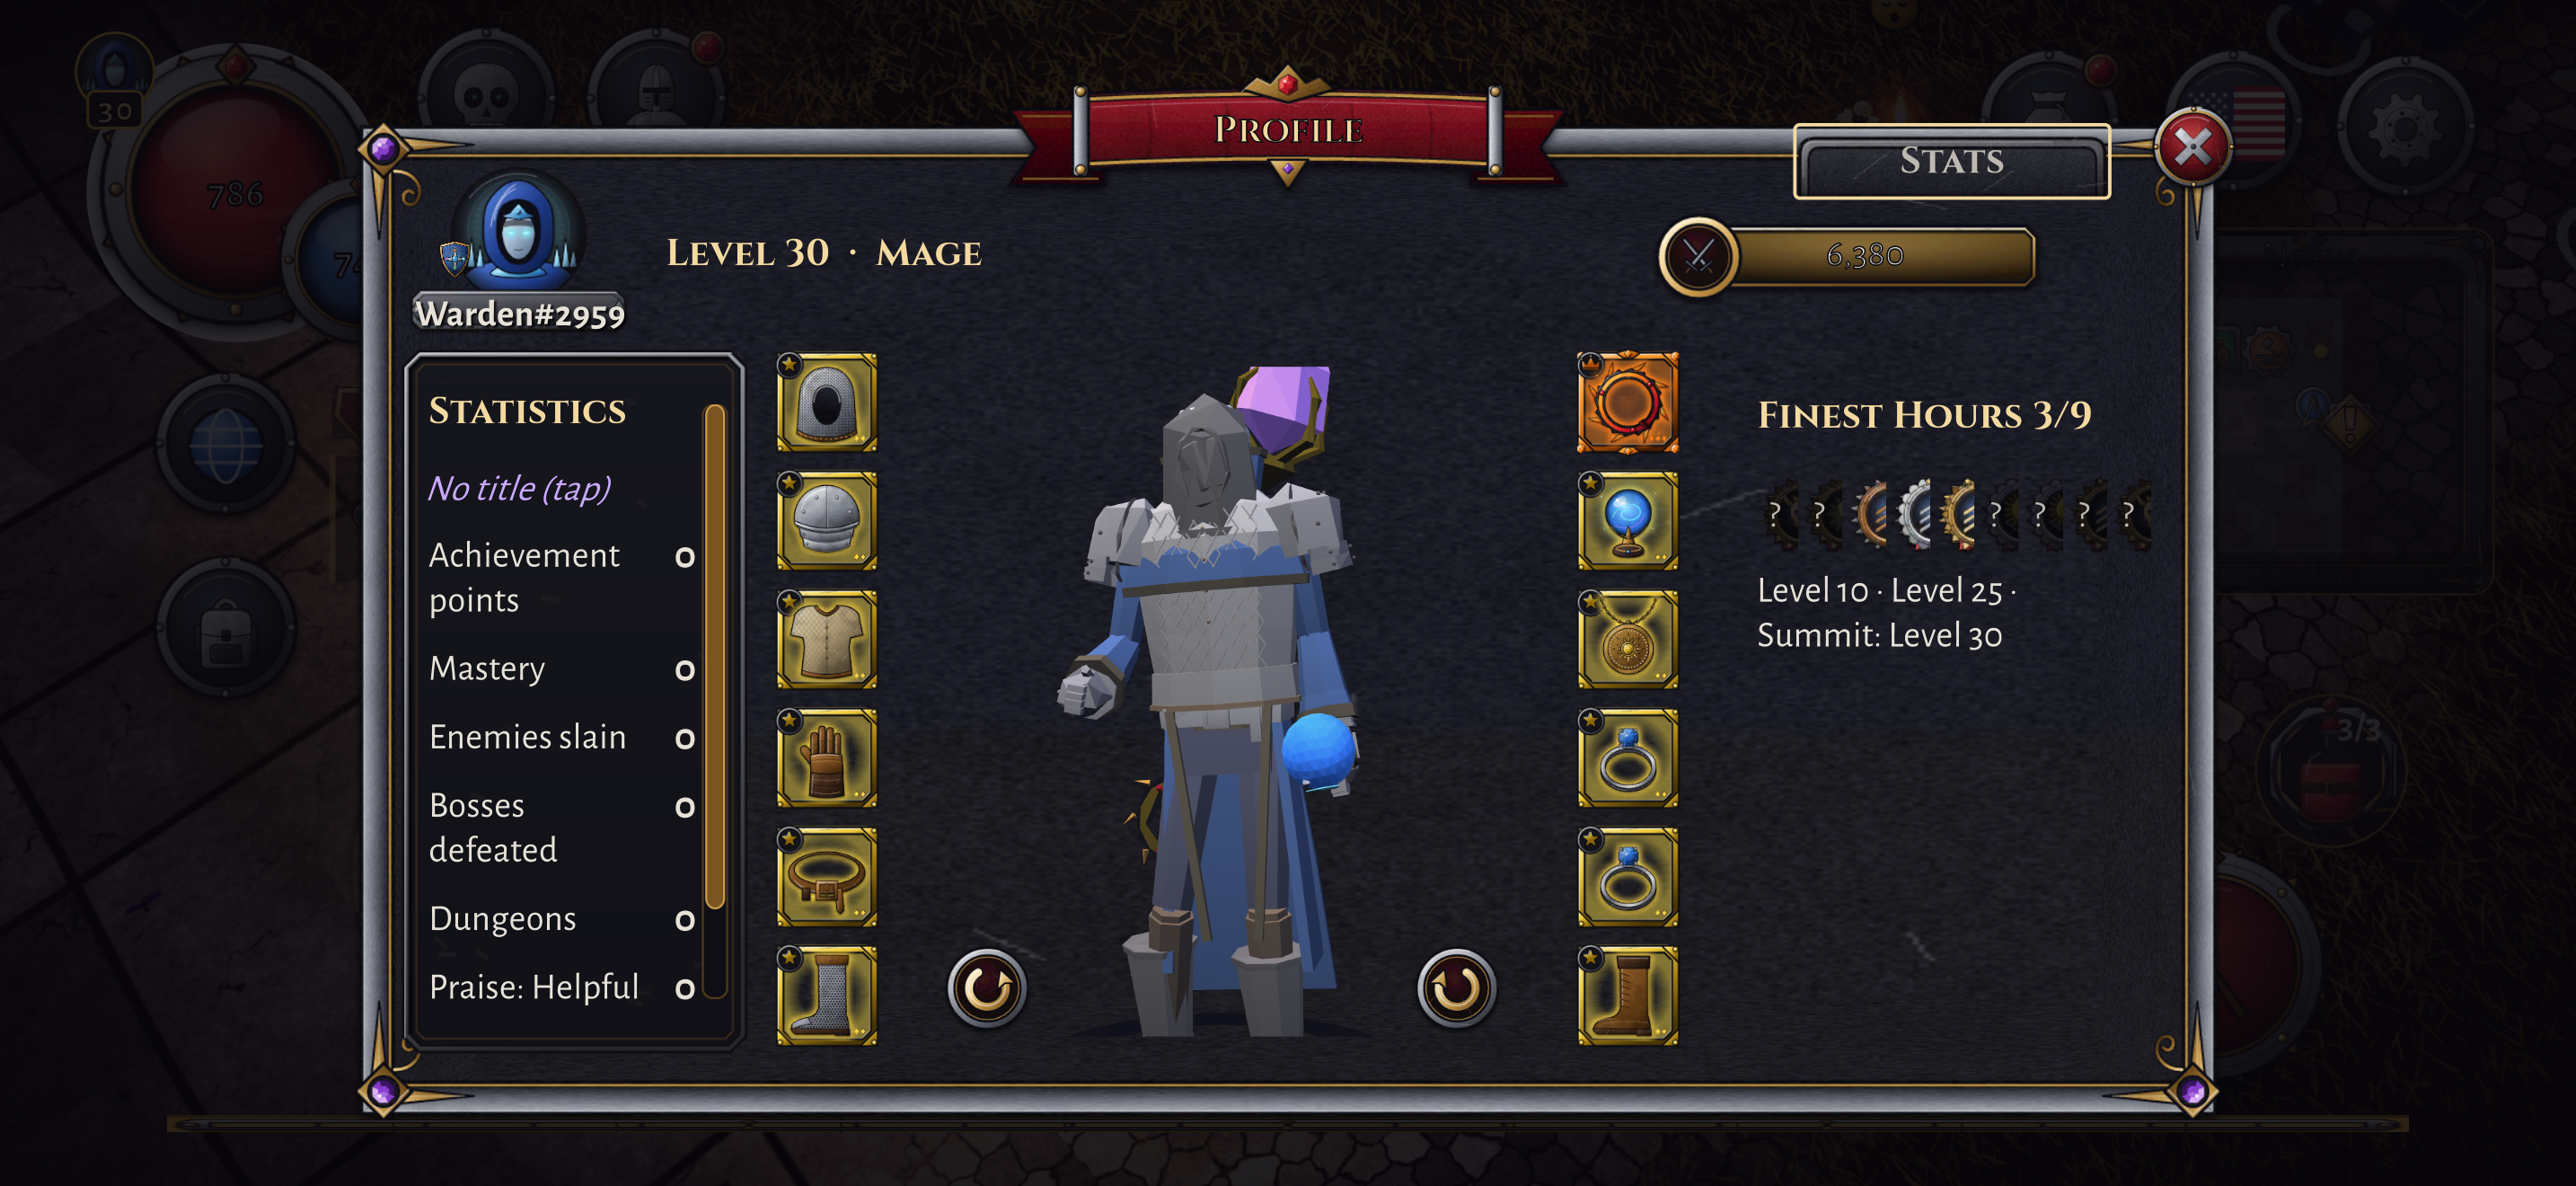 Profile
Stats
30
786
Level 30 · Mage
6,380
Warden#2959
Statistics
No title (tap)
Achievement points 0
Mastery 0
Enemies slain 0
Bosses defeated 0
Dungeons 0
Praise: Helpful 0
Finest Hours 3/9
? ? ? ? ? ?
Level 10 · Level 25 ·
Summit: Level 30
3/3